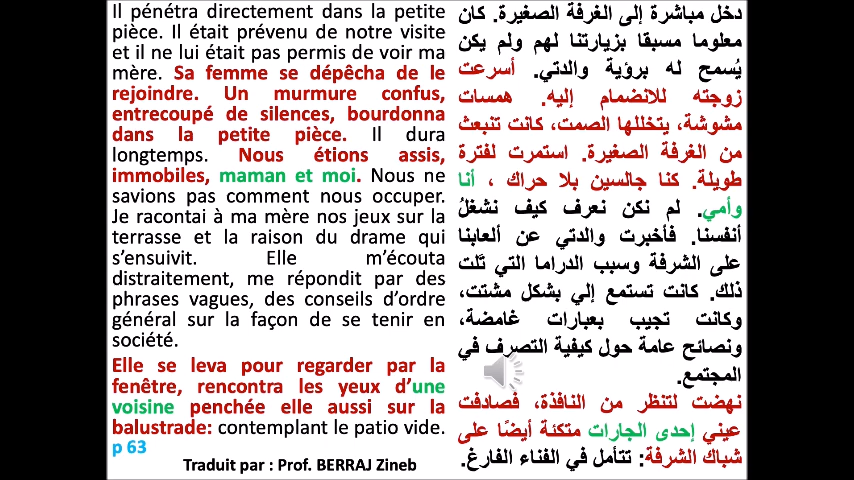 Il pénétra directement dans la petite
pièce. Il était prévenu de notre visite
et il ne lui était pas permis de voir ma
mère. Sa femme se dépêcha de le
rejoindre. Un murmure confus,
entrecoupé de silences, bourdonna
dans la petite pièce. Il dura
longtemps. Nous étions assis,
immobiles, maman et moi. Nous ne
savions pas comment nous occuper.
Je racontai à ma mère nos jeux sur la
terrasse et la raison du drame qui
s'ensuivit. Elle m'écouta
distraitement, me répondit par des
phrases vagues, des conseils d'ordre
général sur la façon de se tenir en
société.
Elle se leva pour regarder par la
fenêtre, rencontra les yeux d'une
voisine penchée elle aussi sur la
balustrade: contemplant le patio vide.
p 63
Traduit par : Prof. BERRAJ Zineb
دخل مباشرة إلى الغرفة الصغيرة. كان
معلوما مسبقا بزيارتنا لهم ولم يكن
يُسمح له برؤية والدتي. أسرعت
زوجته للانضمام إليه. همسات
مشوشة، يتخللها الصمت، كانت تنبعث
من الغرفة الصغيرة. استمرت لفترة
طويلة. كنا جالسين بلا حراك ، أنا
وأمي. لم نكن نعرف كيف نشغلُ
أنفسنا. فأخبرت والدتي عن ألعابنا
على الشرفة وسبب الدراما التي تَلت
ذلك. كانت تستمع إلي بشكل مشتت،
وكانت تجيب بعبارات غامضة،
ونصائح عامة حول كيفية التصرف في
المجتمع.
نهضت لتنظر من النافذة، فصادفت
عيني إحدى الجارات متكئة أيضًا على
شباك الشرفة: تتأمل في الفناء الفارغ.